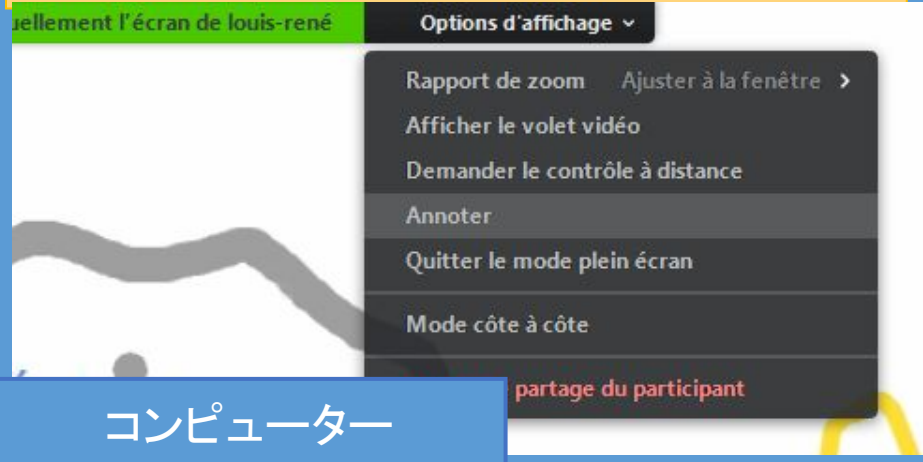 l'écran de louis-rené
Options d'affichage
Rapport de zoom Ajuster à la fenêtre >
Afficher le volet vidéo
Demander le contrôle à distance
Annoter
Quitter le mode plein écran
Mode côte à côte
partage du participant
コンピューター